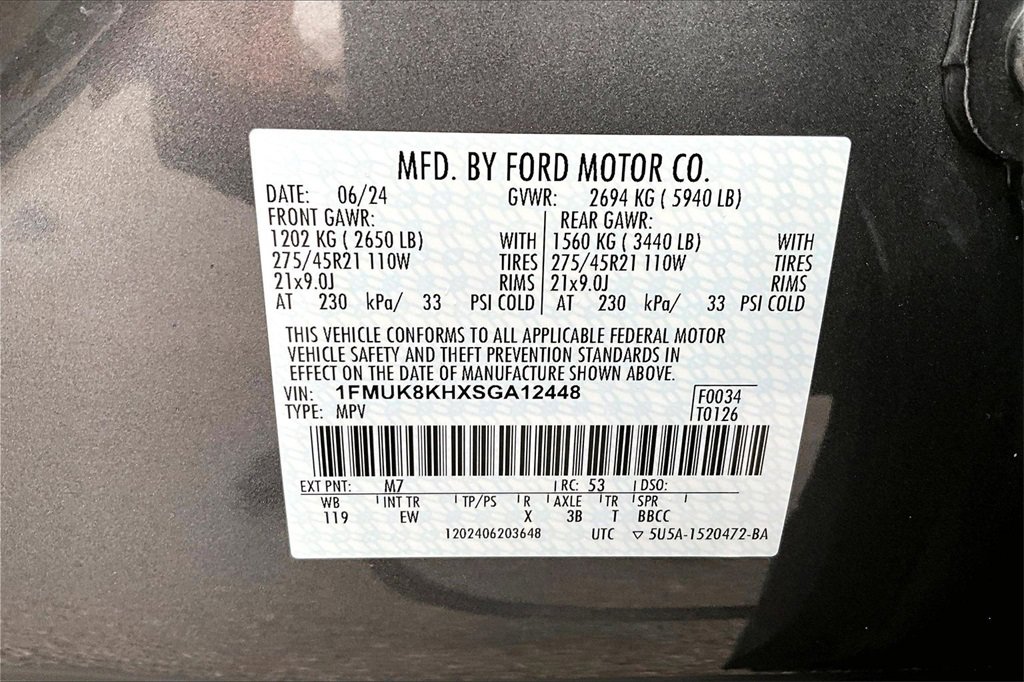 MFD. BY FORD MOTOR CO.
DATE: 06/24 GVWR: 2694 KG ( 5940 LB)
FRONT GAWR: REAR GAWR:
1202 KG ( 2650 LB) WITH 1560 KG ( 3440 LB) WITH
275/45R21 110W TIRES 275/45R21 110W TIRES
21x9.0J RIMS 21x9.0J RIMS
AT 230 kPa/ 33 PSI COLD AT 230 kPa/ 33 PSI COLD
THIS VEHICLE CONFORMS TO ALL APPLICABLE FEDERAL MOTOR
VEHICLE SAFETY AND THEFT PREVENTION STANDARDS IN
EFFECT ON THE DATE OF MANUFACTURE SHOWN ABOVE.
VIN: 1FMUK8KHXSGA12448 F0034
TYPE: MPV T0126
EXT PNT: M7 RC: 53 DSO:
WB INT TR TP/PS R AXLE TR SPR
119 EW X 3B T BBCC
1202406203648 UTC ▽ 5U5A-1520472-BA